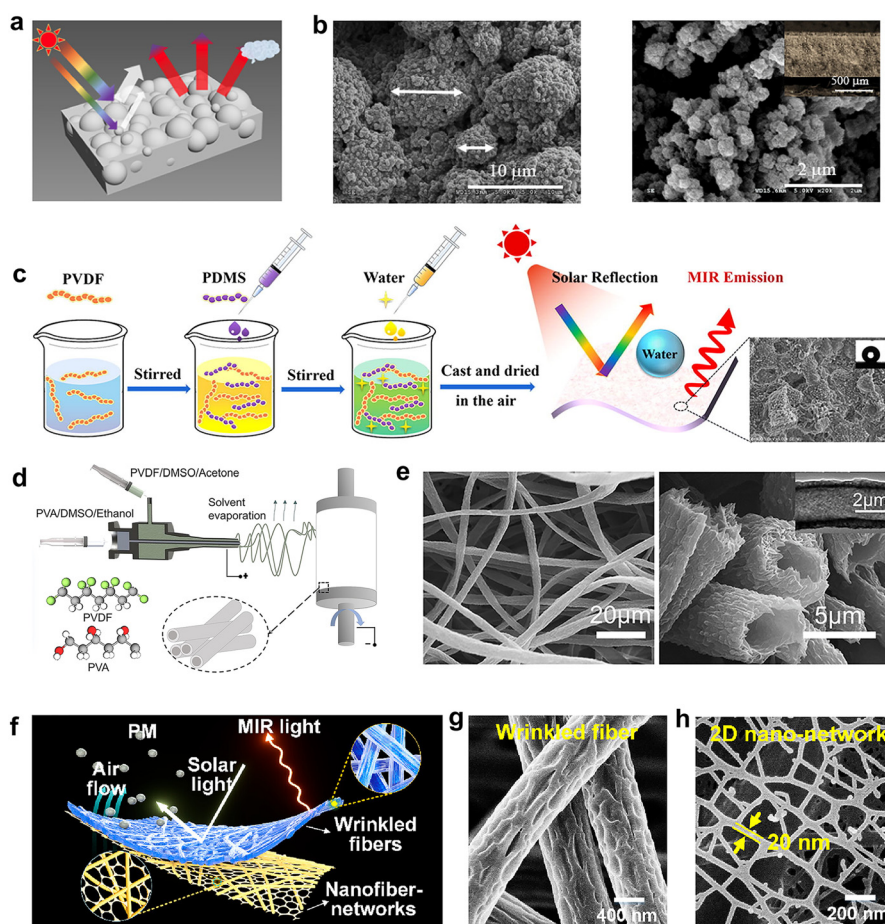 a
b
10 μm
500 μm
2 μm
c
PVDF
PDMS
Water
Stirred
Stirred
Cast and dried
in the air
Solar Reflection
MIR Emission
Water
d
PVDF/DMSO/Acetone
PVA/DMSO/Ethanol
Solvent
evaporation
+
PVDF
PVA
-
e
20μm
2μm
5μm
f
PM
MIR light
Air
flow
Solar
light
Wrinkled
fibers
Nanofiber-
networks
g
Wrinkled fiber
400 nm
h
2D nano-network
20 nm
200 nm